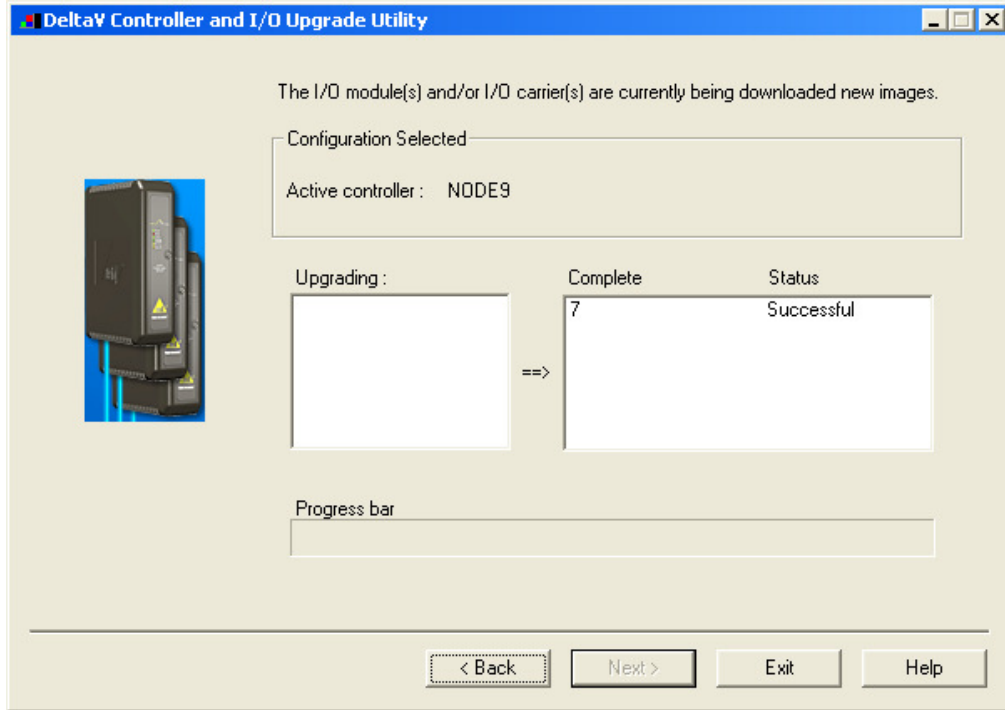 DeltaV Controller and I/O Upgrade Utility
The I/O module(s) and/or I/O carrier(s) are currently being downloaded new images.
Configuration Selected
Active controller : NODE9
Upgrading :
Complete Status
7 Successful
==>
Progress bar
< Back Next > Exit Help